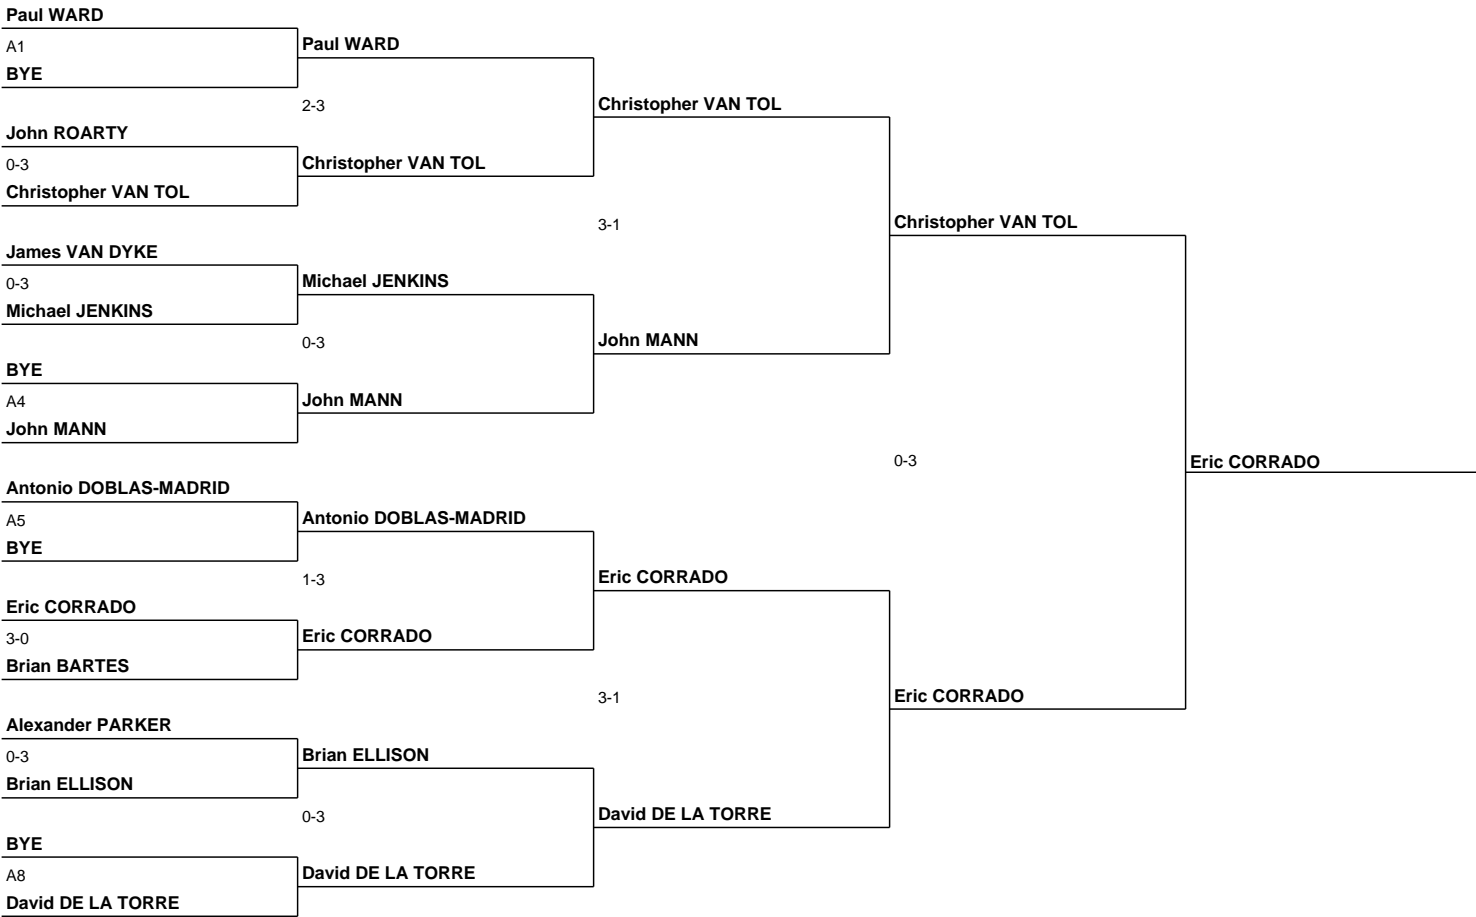 Paul WARD
A1
BYE
John ROARTY
0-3
Christopher VAN TOL
James VAN DYKE
0-3
Michael JENKINS
BYE
A4
John MANN
Antonio DOBLAS-MADRID
A5
BYE
Eric CORRADO
3-0
Brian BARTES
Alexander PARKER
0-3
Brian ELLISON
BYE
A8
David DE LA TORRE
Paul WARD
2-3
Christopher VAN TOL
Michael JENKINS
0-3
John MANN
Antonio DOBLAS-MADRID
1-3
Eric CORRADO
Brian ELLISON
0-3
David DE LA TORRE
Christopher VAN TOL
3-1
John MANN
Eric CORRADO
3-1
David DE LA TORRE
Christopher VAN TOL
0-3
Eric CORRADO
Eric CORRADO